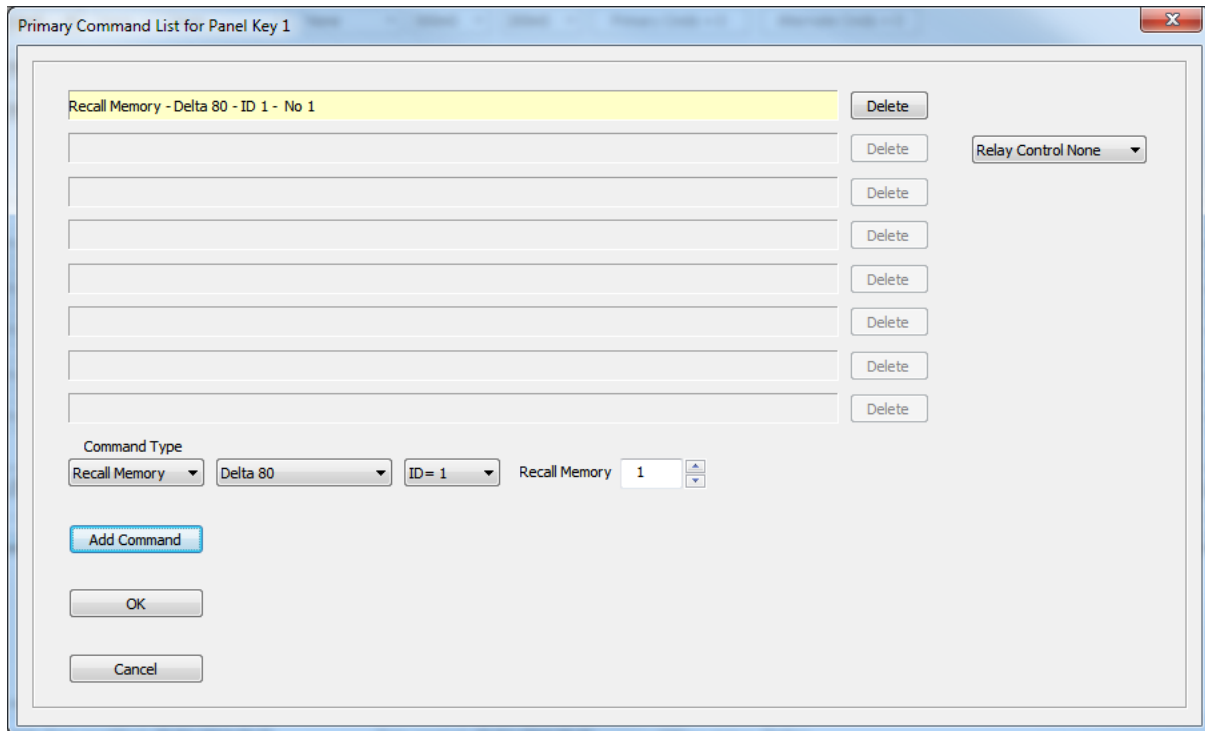 Primary Command List for Panel Key 1
Recall Memory - Delta 80 - ID 1 - No 1
Delete
Delete
Relay Control None
Delete
Delete
Delete
Delete
Delete
Delete
Command Type
Recall Memory
Delta 80
ID= 1
Recall Memory
1
Add Command
OK
Cancel